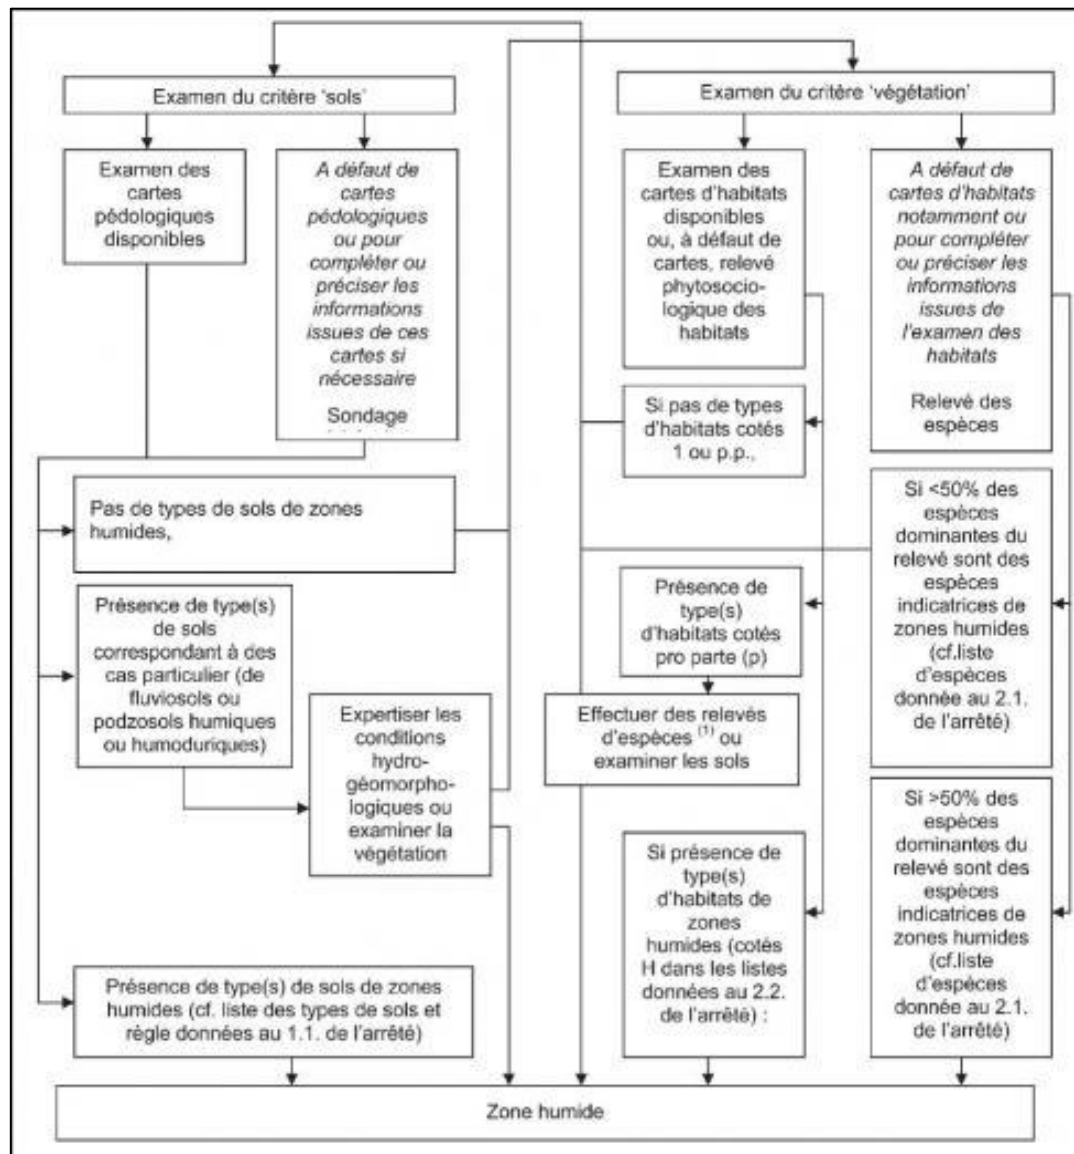 Examen du critère ‘sols’
Examen des
cartes
pédologiques
disponibles
A défaut de
cartes
pédologiques
ou pour
compléter ou
préciser les
informations
issues de ces
cartes si
nécessaire
Sondage
Pas de types de sols de zones
humides,
Présence de type(s)
de sols
correspondant à des
cas particulier (de
fluviosols ou
podzosols humiques
ou humoduriques)
Expertiser les
conditions
hydro-
géomorpho-
logiques ou
examiner la
végétation
Présence de type(s) de sols de zones
humides (cf. liste des types de sols et
règle données au 1.1. de l’arrêté)
Examen du critère ‘végétation’
Examen des
cartes d’habitats
disponibles
ou, à défaut de
cartes, relevé
phytosocio-
logique des
habitats
A défaut de
cartes d’habitats
notamment ou
pour compléter
ou préciser les
informations
issues de
l’examen des
habitats
Relevé des
espèces
Si pas de types
d’habitats cotés
1 ou p.p.,
Présence de
type(s)
d’habitats cotés
pro parte (p)
Effectuer des relevés
d’espèces (1) ou
examiner les sols
Si présence de
type(s)
d’habitats de
zones
humides (cotés
H dans les listes
données au 2.2.
de l’arrêté) :
Si <50% des
espèces
dominantes du
relevé sont des
espèces
indicatrices de
zones humides
(cf.liste
d’espèces
donnée au 2.1.
de l’arrêté)
Si >50% des
espèces
dominantes du
relevé sont des
espèces
indicatrices de
zones humides
(cf.liste
d’espèces
donnée au 2.1.
de l’arrêté)
Zone humide